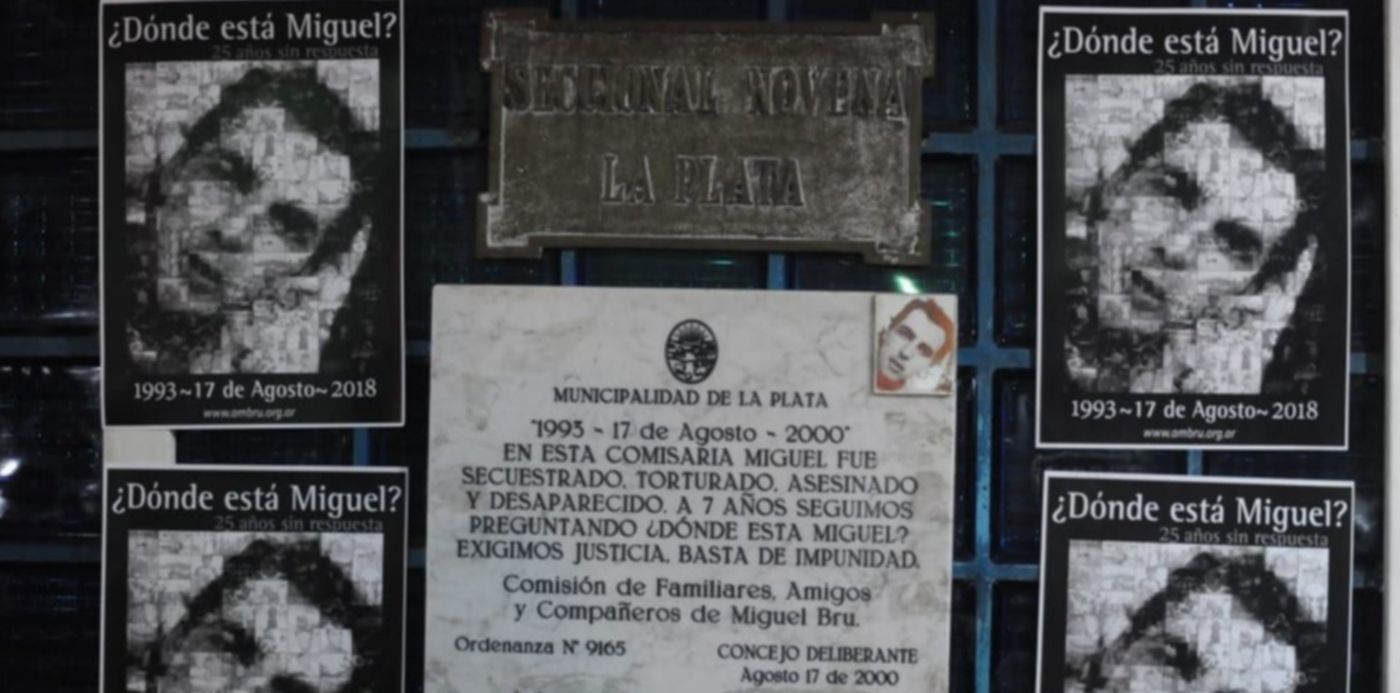 ¿Dónde está Miguel?
25 años sin respuesta
1993~17 de Agosto~2018
www.ambru.org.ar
¿Dónde está Miguel?
25 años sin respuesta
SECCIONAL NOVENA
LA PLATA
MUNICIPALIDAD DE LA PLATA
"1993 - 17 de Agosto - 2000"
EN ESTA COMISARIA MIGUEL FUE
SECUESTRADO, TORTURADO, ASESINADO
Y DESAPARECIDO. A 7 AÑOS SEGUIMOS
PREGUNTANDO ¿DÓNDE ESTA MIGUEL?
EXIGIMOS JUSTICIA, BASTA DE IMPUNIDAD.
Comisión de Familiares, Amigos
y Compañeros de Miguel Bru.
Ordenanza Nº 9165
CONCEJO DELIBERANTE
Agosto 17 de 2000
¿Dónde está Miguel?
25 años sin respuesta
1993~17 de Agosto~2018
www.ambru.org.ar
¿Dónde está Miguel?
25 años sin respuesta